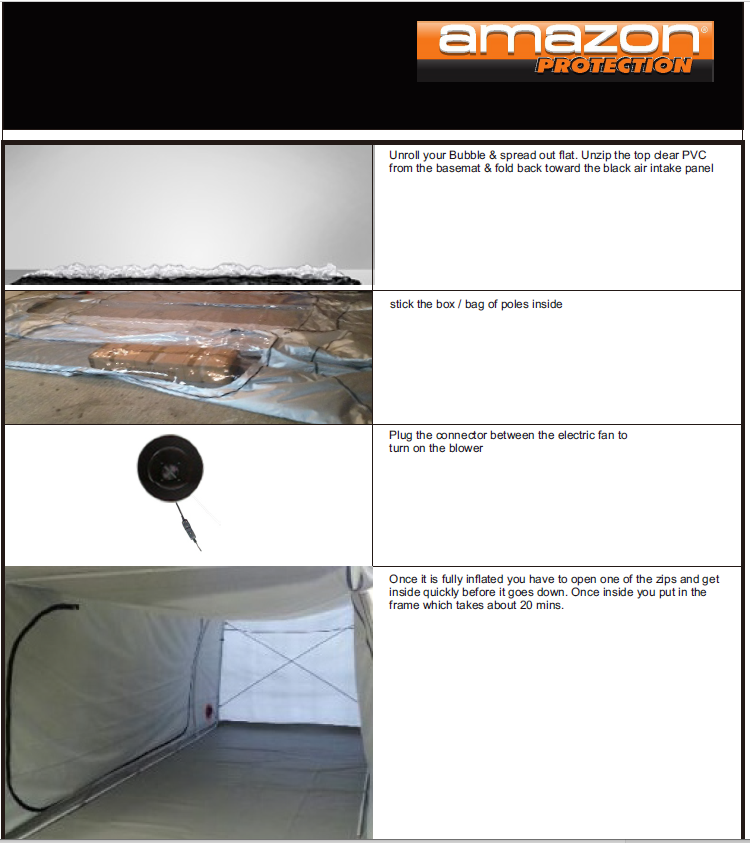 amazon®
PROTECTION
Unroll your Bubble & spread out flat. Unzip the top clear PVC
from the basemat & fold back toward the black air intake panel
stick the box / bag of poles inside
Plug the connector between the electric fan to
turn on the blower
Once it is fully inflated you have to open one of the zips and get
inside quickly before it goes down. Once inside you put in the
frame which takes about 20 mins.